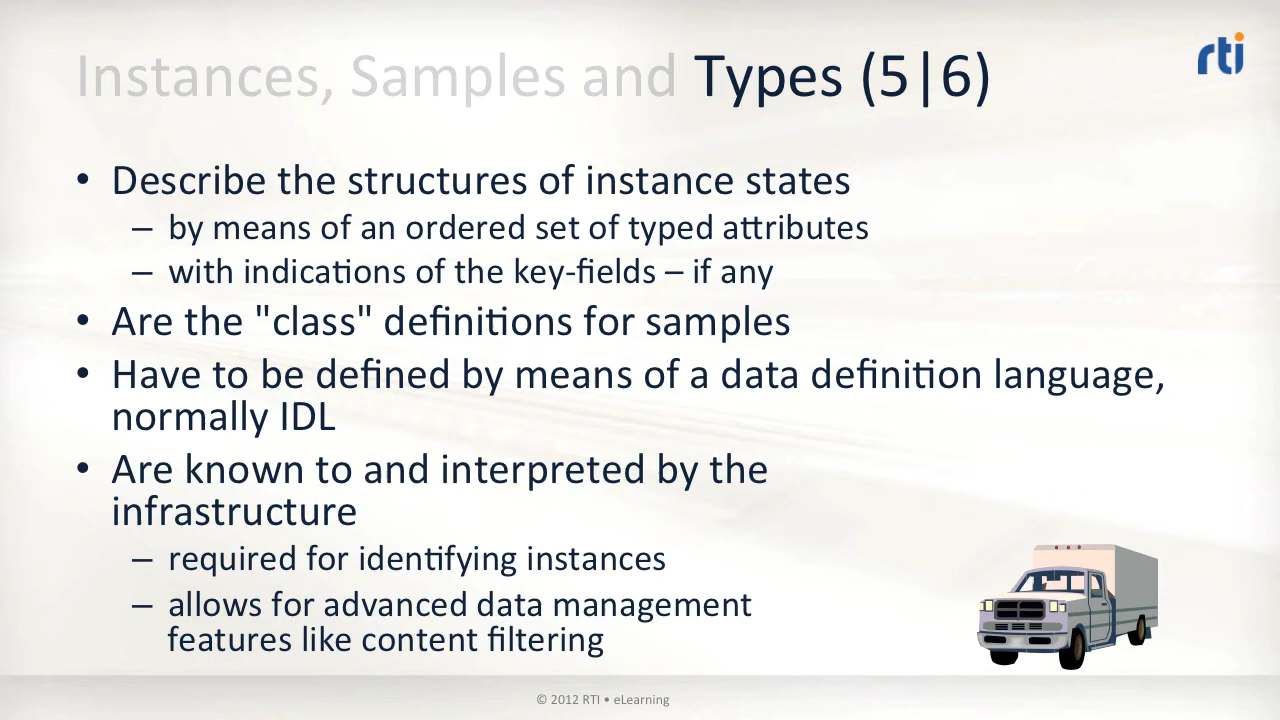 Instances, Samples and Types (5|6)
rti
• Describe the structures of instance states
– by means of an ordered set of typed attributes
– with indications of the key-fields – if any
• Are the "class" definitions for samples
• Have to be defined by means of a data definition language,
normally IDL
• Are known to and interpreted by the
infrastructure
– required for identifying instances
– allows for advanced data management
features like content filtering
© 2012 RTI • eLearning